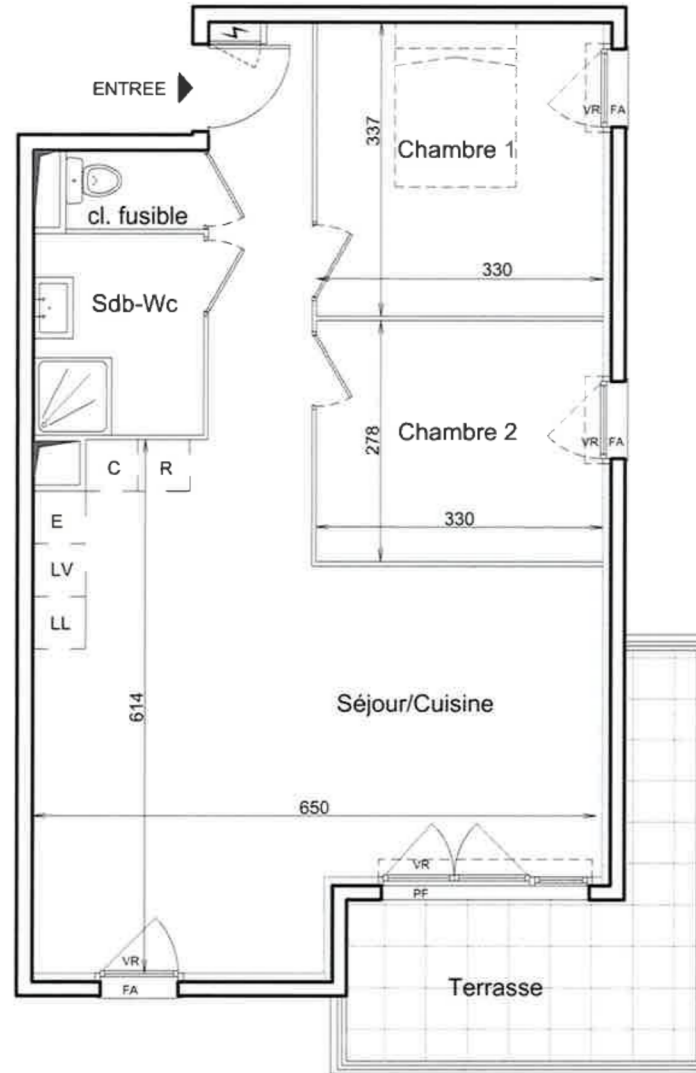 ENTREE
VR FA
337
Chambre 1
cl. fusible
330
Sdb-Wc
278
Chambre 2
VR FA
C R
330
E
LV
LL
614
Séjour/Cuisine
650
VR
PF
VR
FA
Terrasse